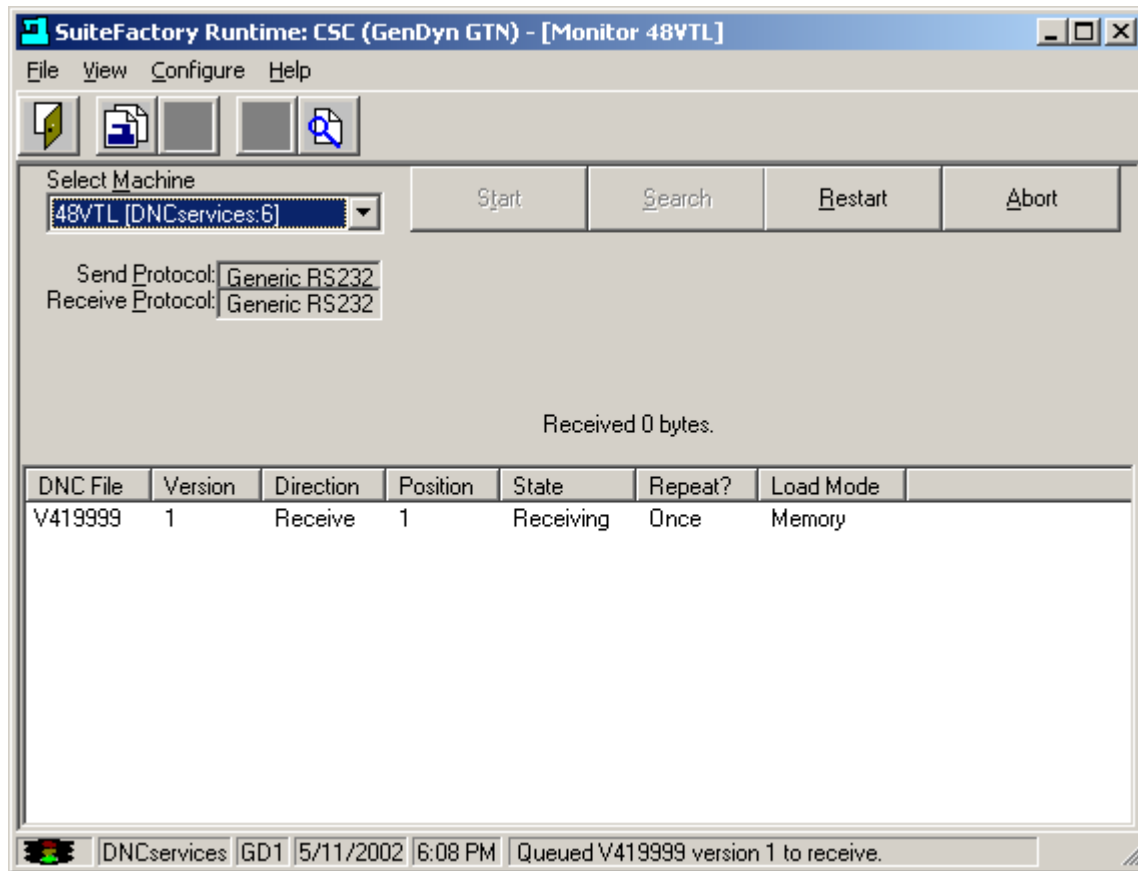 SuiteFactory Runtime: CSC (GenDyn GTN) - [Monitor 48VTL]
File View Configure Help
Select Machine
48VTL [DNCservices:6]
Start Search Restart Abort
Send Protocol: Generic RS232
Receive Protocol: Generic RS232
Received 0 bytes.
DNC File Version Direction Position State Repeat? Load Mode
V419999 1 Receive 1 Receiving Once Memory
DNCservices GD1 5/11/2002 6:08 PM Queued V419999 version 1 to receive.